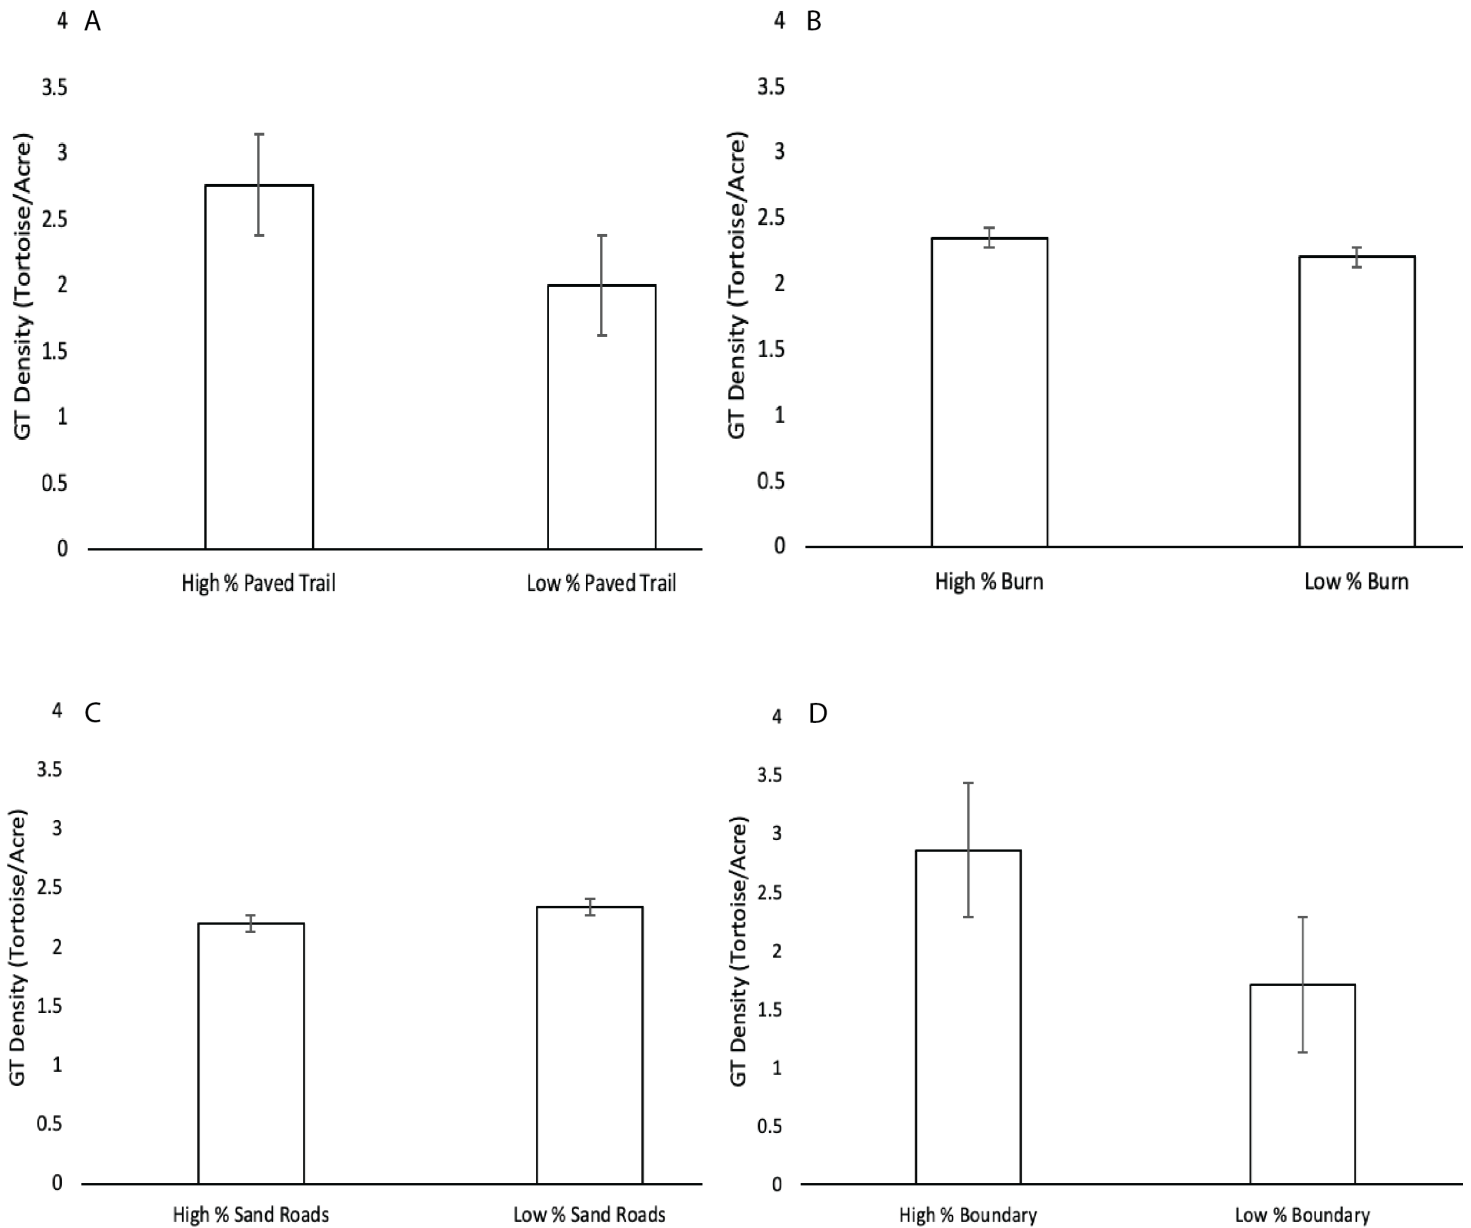 A
4
3.5
3
2.5
2
1.5
1
0.5
0
GT Density (Tortoise/Acre)
High % Paved Trail
Low % Paved Trail
B
4
3.5
3
2.5
2
1.5
1
0.5
0
GT Density (Tortoise/Acre)
High % Burn
Low % Burn
C
4
3.5
3
2.5
2
1.5
1
0.5
0
GT Density (Tortoise/Acre)
High % Sand Roads
Low % Sand Roads
D
4
3.5
3
2.5
2
1.5
1
0.5
0
GT Density (Tortoise/Acre)
High % Boundary
Low % Boundary